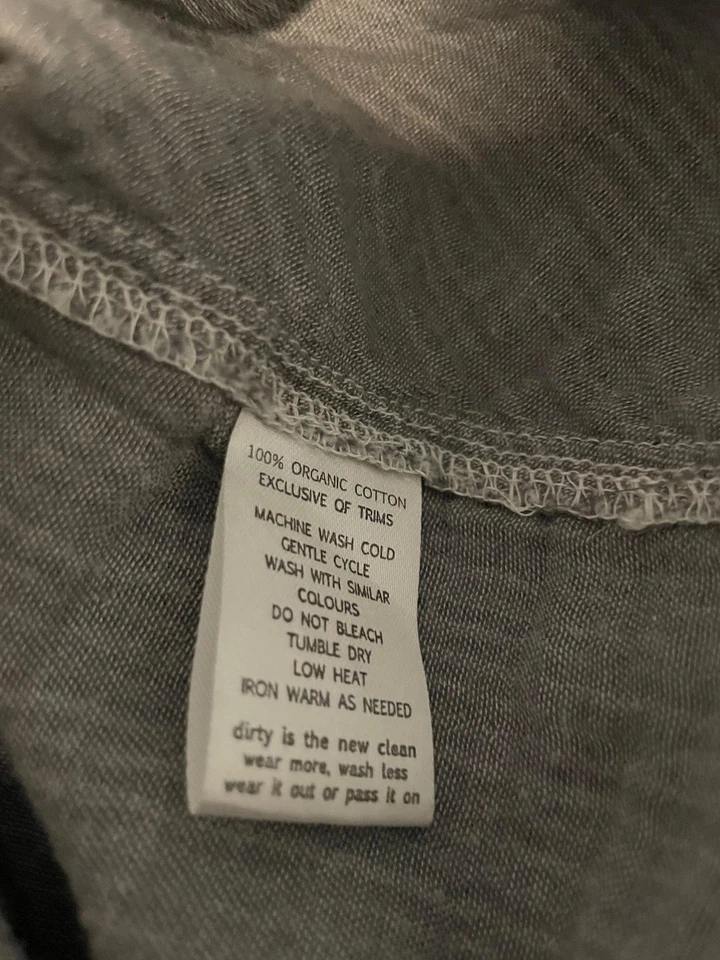 100% ORGANIC COTTON
EXCLUSIVE OF TRIMS
MACHINE WASH COLD
GENTLE CYCLE
WASH WITH SIMILAR
COLOURS
DO NOT BLEACH
TUMBLE DRY
LOW HEAT
IRON WARM AS NEEDED
dirty is the new clean
wear more, wash less
wear it out or pass it on